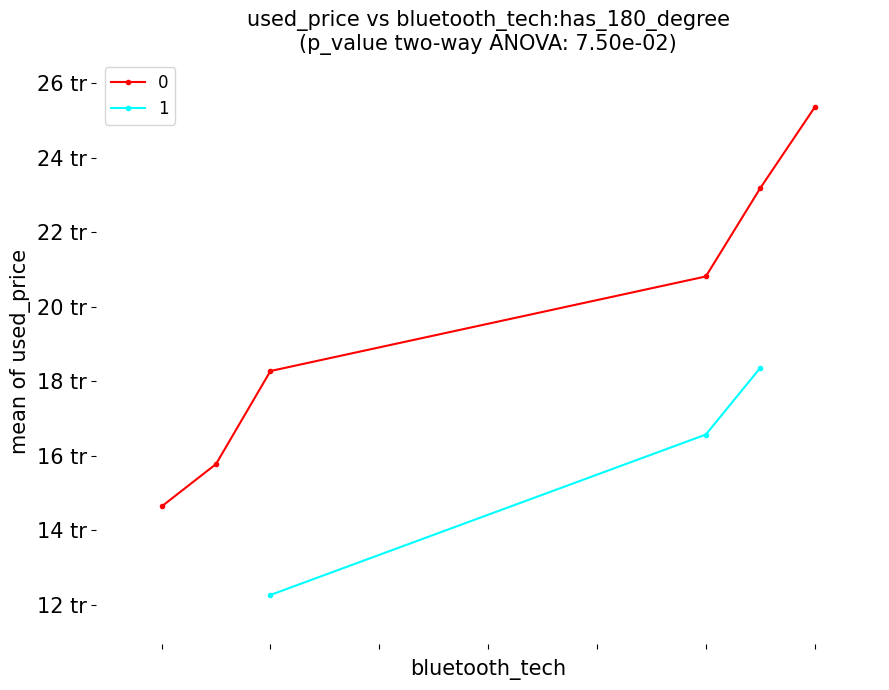 used_price vs bluetooth_tech:has_180_degree
(p_value two-way ANOVA: 7.50e-02)
0
1
26 tr
24 tr
22 tr
20 tr
18 tr
16 tr
14 tr
12 tr
mean of used_price
bluetooth_tech